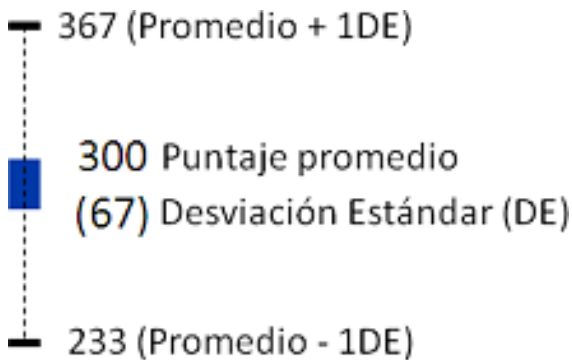 367 (Promedio + 1DE)
300 Puntaje promedio
(67) Desviación Estándar (DE)
233 (Promedio - 1DE)